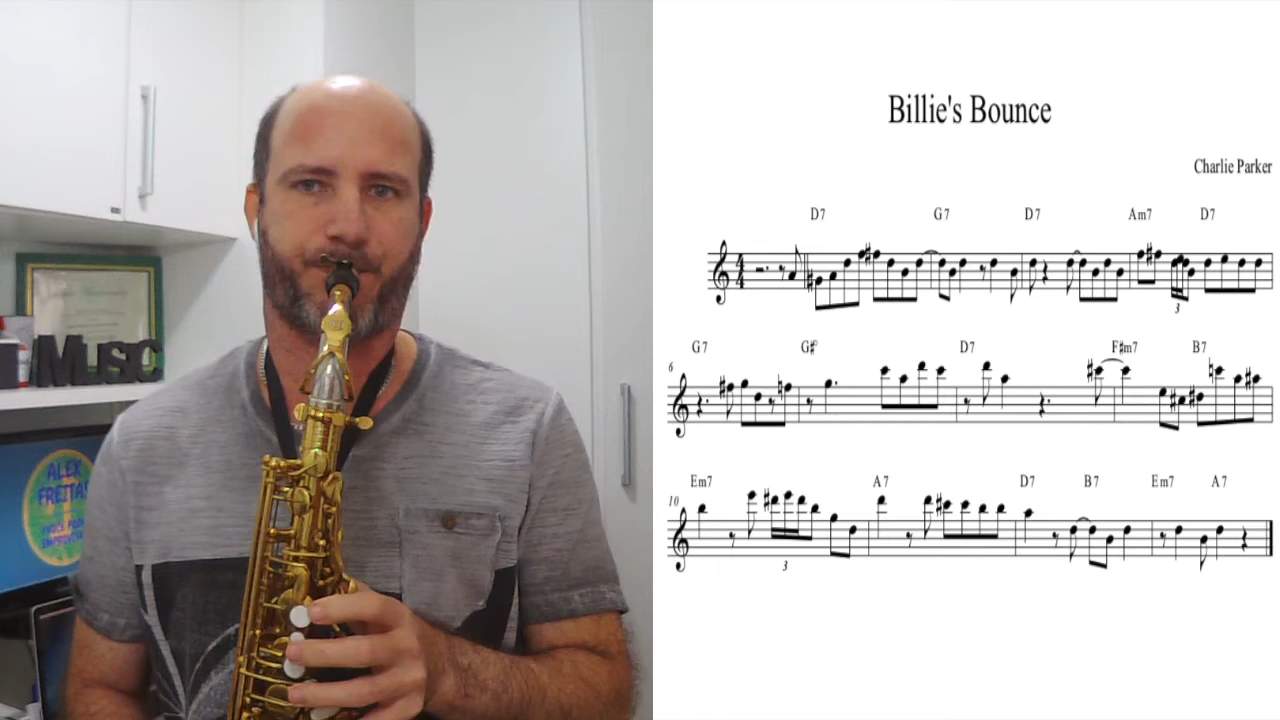 MUSIC
ALEX
FREITAS
Billie's Bounce
Charlie Parker
D7 G7 D7 Am7 D7
3
G7 G#° D7 F#m7 B7
6
Em7 A7 D7 B7 Em7 A7
10
3